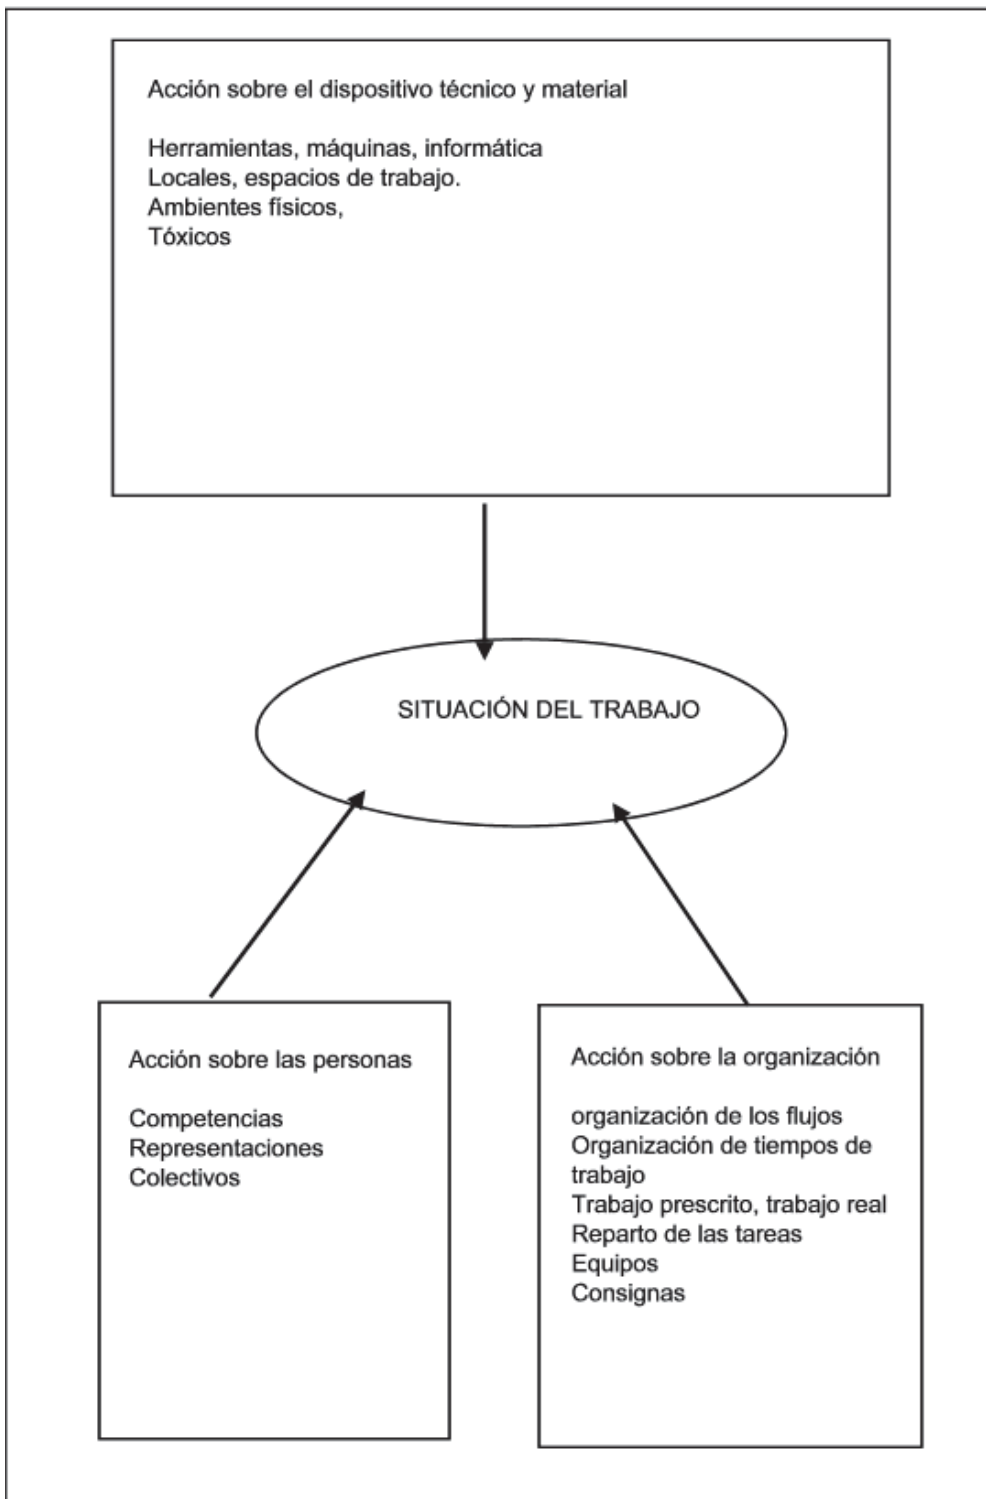 Acción sobre el dispositivo técnico y material
Herramientas, máquinas, informática
Locales, espacios de trabajo.
Ambientes físicos,
Tóxicos
SITUACIÓN DEL TRABAJO
Acción sobre las personas
Competencias
Representaciones
Colectivos
Acción sobre la organización
organización de los flujos
Organización de tiempos de
trabajo
Trabajo prescrito, trabajo real
Reparto de las tareas
Equipos
Consignas